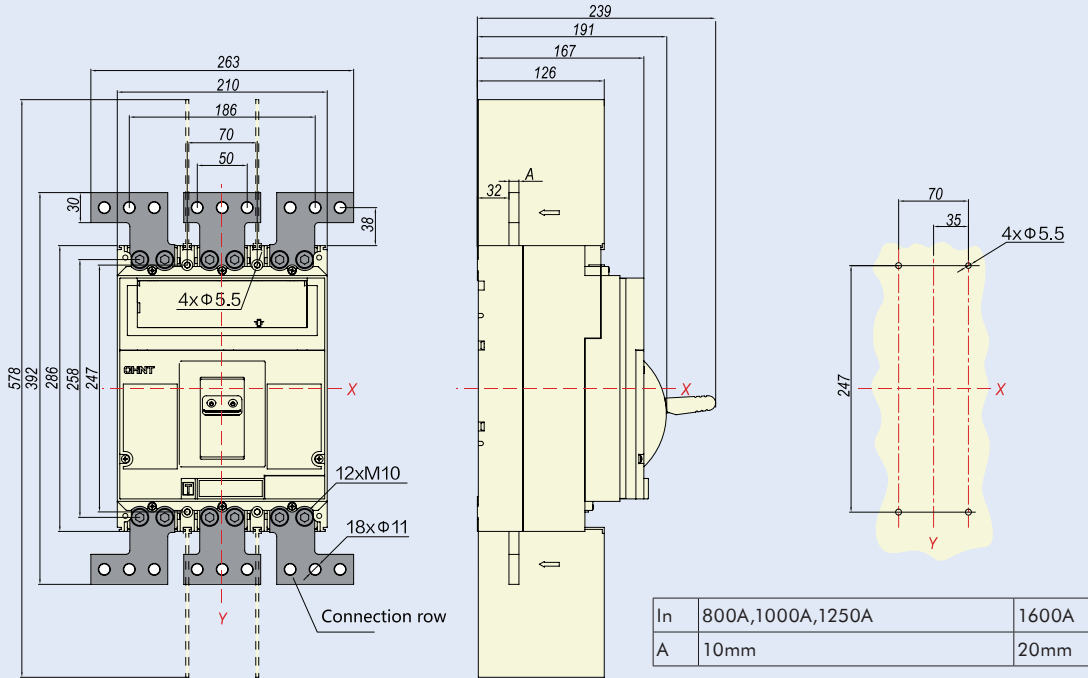 263
210
186
70
50
30
38
4xΦ5.5
578
392
286
258
247
CHNT
X
T
12xM10
18xΦ11
Connection row
Y
239
191
167
126
A
32
X
70
35
4xΦ5.5
247
X
Y
In 800A,1000A,1250A 1600A
A 10mm 20mm